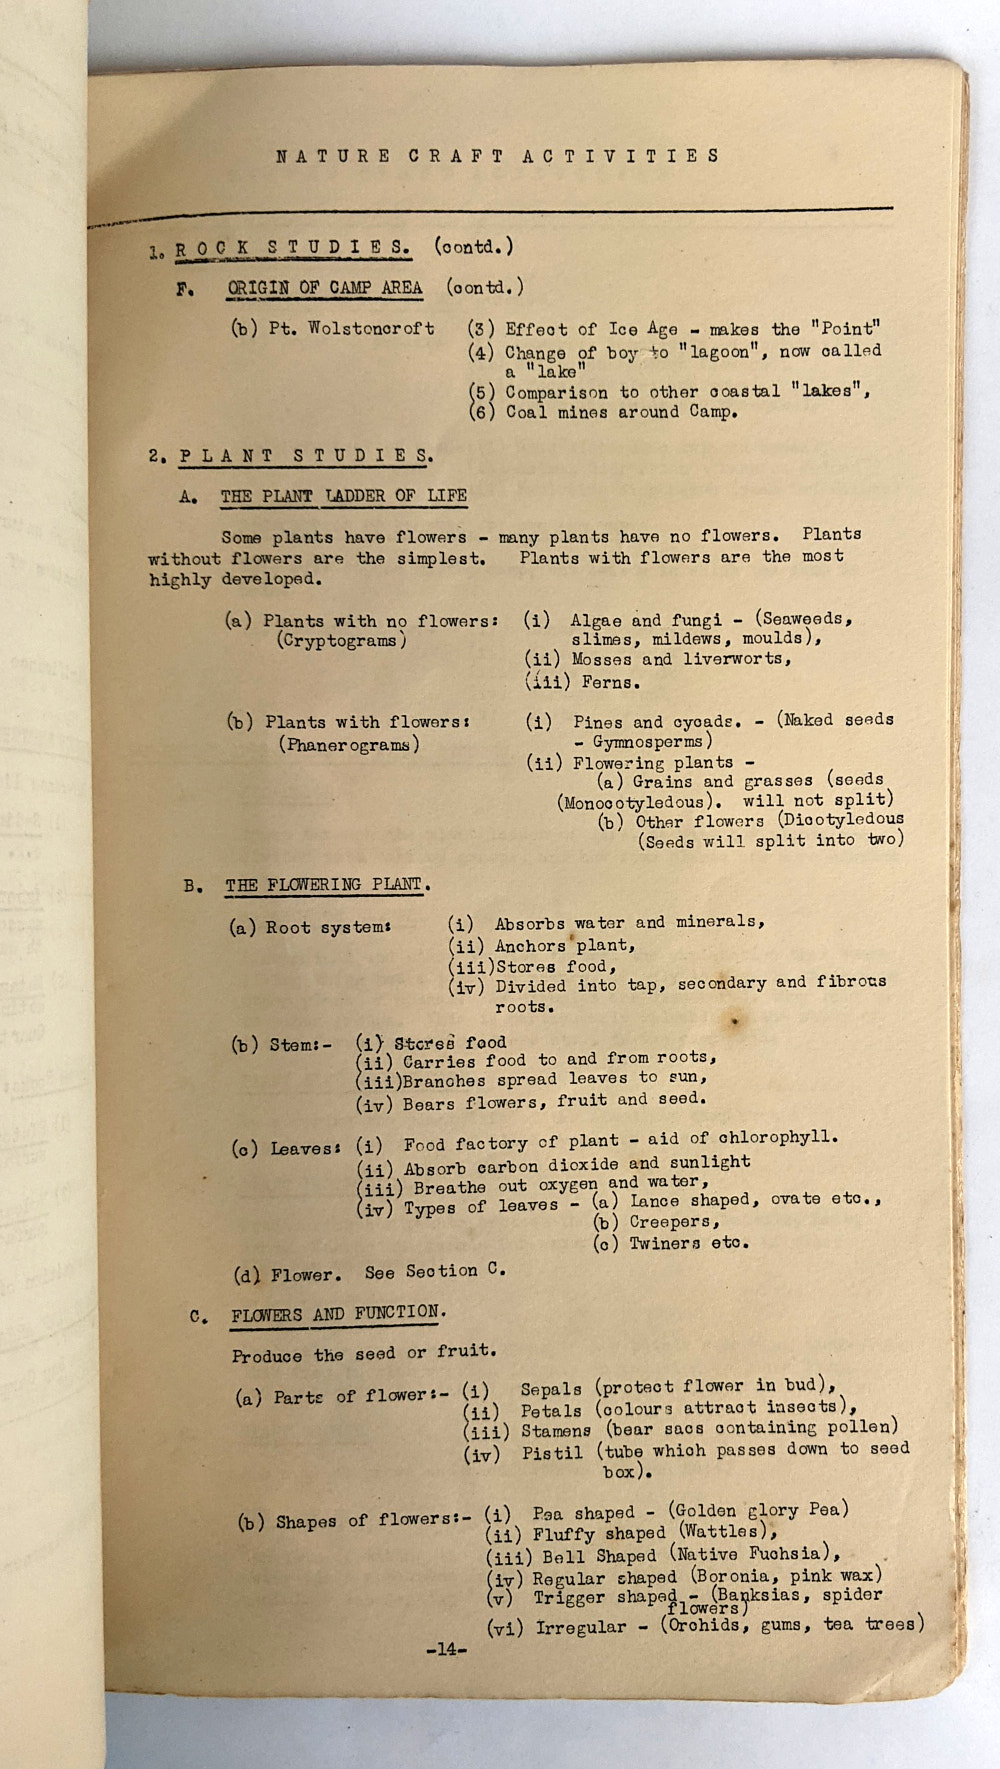 NATURE CRAFT ACTIVITIES
1. ROCK STUDIES. (contd.)
F. ORIGIN OF CAMP AREA (contd.)
(b) Pt. Wolstoncroft (3) Effect of Ice Age - makes the "Point"
(4) Change of boy to "lagoon", now called
a "lake"
(5) Comparison to other coastal "lakes",
(6) Coal mines around Camp.
2. PLANT STUDIES.
A. THE PLANT LADDER OF LIFE
Some plants have flowers - many plants have no flowers. Plants
without flowers are the simplest. Plants with flowers are the most
highly developed.
(a) Plants with no flowers: (i) Algae and fungi - (Seaweeds,
(Cryptograms) slimes, mildews, moulds),
(ii) Mosses and liverworts,
(iii) Ferns.
(b) Plants with flowers: (i) Pines and cycads. - (Naked seeds
(Phanerograms) - Gymnosperms)
(ii) Flowering plants -
(a) Grains and grasses (seeds
(Monocotyledous). will not split)
(b) Other flowers (Dicotyledous
(Seeds will split into two)
B. THE FLOWERING PLANT.
(a) Root system: (i) Absorbs water and minerals,
(ii) Anchors plant,
(iii)Stores food,
(iv) Divided into tap, secondary and fibrous
roots.
(b) Stem:- (i) Stores food
(ii) Carries food to and from roots,
(iii)Branches spread leaves to sun,
(iv) Bears flowers, fruit and seed.
(c) Leaves: (i) Food factory of plant - aid of chlorophyll.
(ii) Absorb carbon dioxide and sunlight
(iii) Breathe out oxygen and water,
(iv) Types of leaves - (a) Lance shaped, ovate etc.,
(b) Creepers,
(c) Twiners etc.
(d) Flower. See Section C.
C. FLOWERS AND FUNCTION.
Produce the seed or fruit.
(a) Parts of flower:- (i) Sepals (protect flower in bud),
(ii) Petals (colours attract insects),
(iii) Stamens (bear sacs containing pollen)
(iv) Pistil (tube which passes down to seed
box).
(b) Shapes of flowers:- (i) Pea shaped - (Golden glory Pea)
(ii) Fluffy shaped (Wattles),
(iii) Bell Shaped (Native Fuchsia),
(iv) Regular shaped (Boronia, pink wax)
(v) Trigger shaped - (Banksias, spider
flowers)
(vi) Irregular - (Orchids, gums, tea trees)
-14-